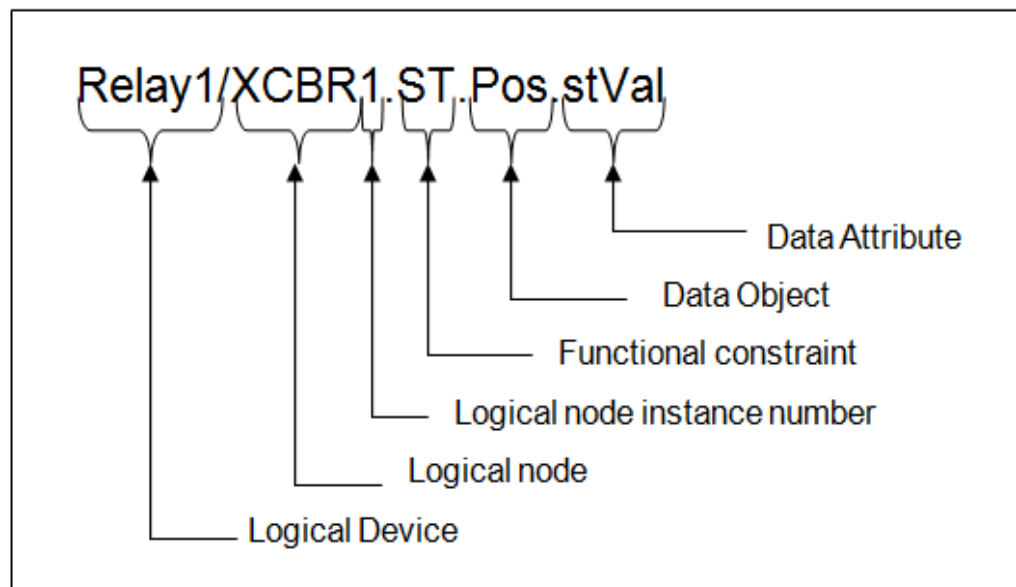 Relay1/XCBR1.ST.Pos.stVal
Data Attribute
Data Object
Functional constraint
Logical node instance number
Logical node
Logical Device